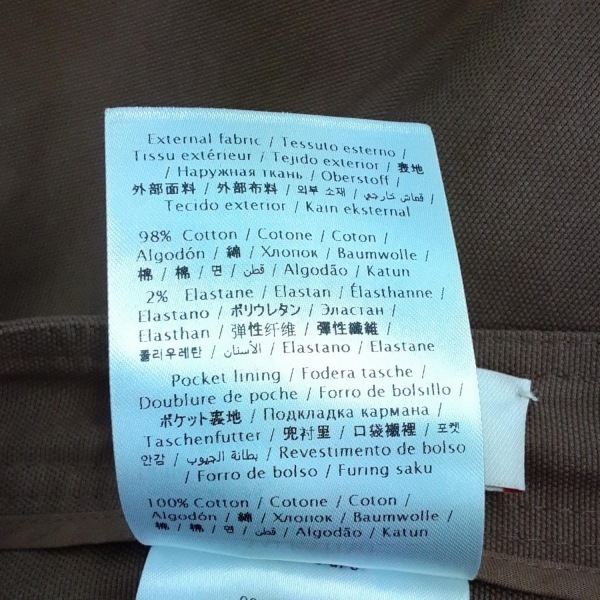 External fabric / Tessuto esterno /
Tissu extérieur / Tejido exterior / 表地
/ Наружная ткань / Oberstoff /
外部面料 / 外部布料 / 외부 소재 / قماش خارجي /
Tecido exterior / Kain eksternal
98% Cotton / Cotone / Coton /
Algodón / 綿 / Хлопок / Baumwolle /
棉 / 棉 / 면 / قطن / Algodão / Katun
2% Elastane / Elastan / Élasthanne /
Elastano / ポリウレタン / Эластан /
Elasthan / 弹性纤维 / 彈性纖維 /
폴리우레탄 / الأستان / Elastano / Elastane
Pocket lining / Fodera tasche /
Doublure de poche / Forro de bolsillo /
ポケット裏地 / Подкладка кармана /
Taschenfutter / 兜衬里 / 口袋襯裡 / 포켓
안감 / بطانة الجيوب / Revestimento de bolso
/ Forro de bolso / Furing saku
100% Cotton / Cotone / Coton /
Algodón / 綿 / Хлопок / Baumwolle /
棉 / 棉 / 면 / قطن / Algodão / Katun